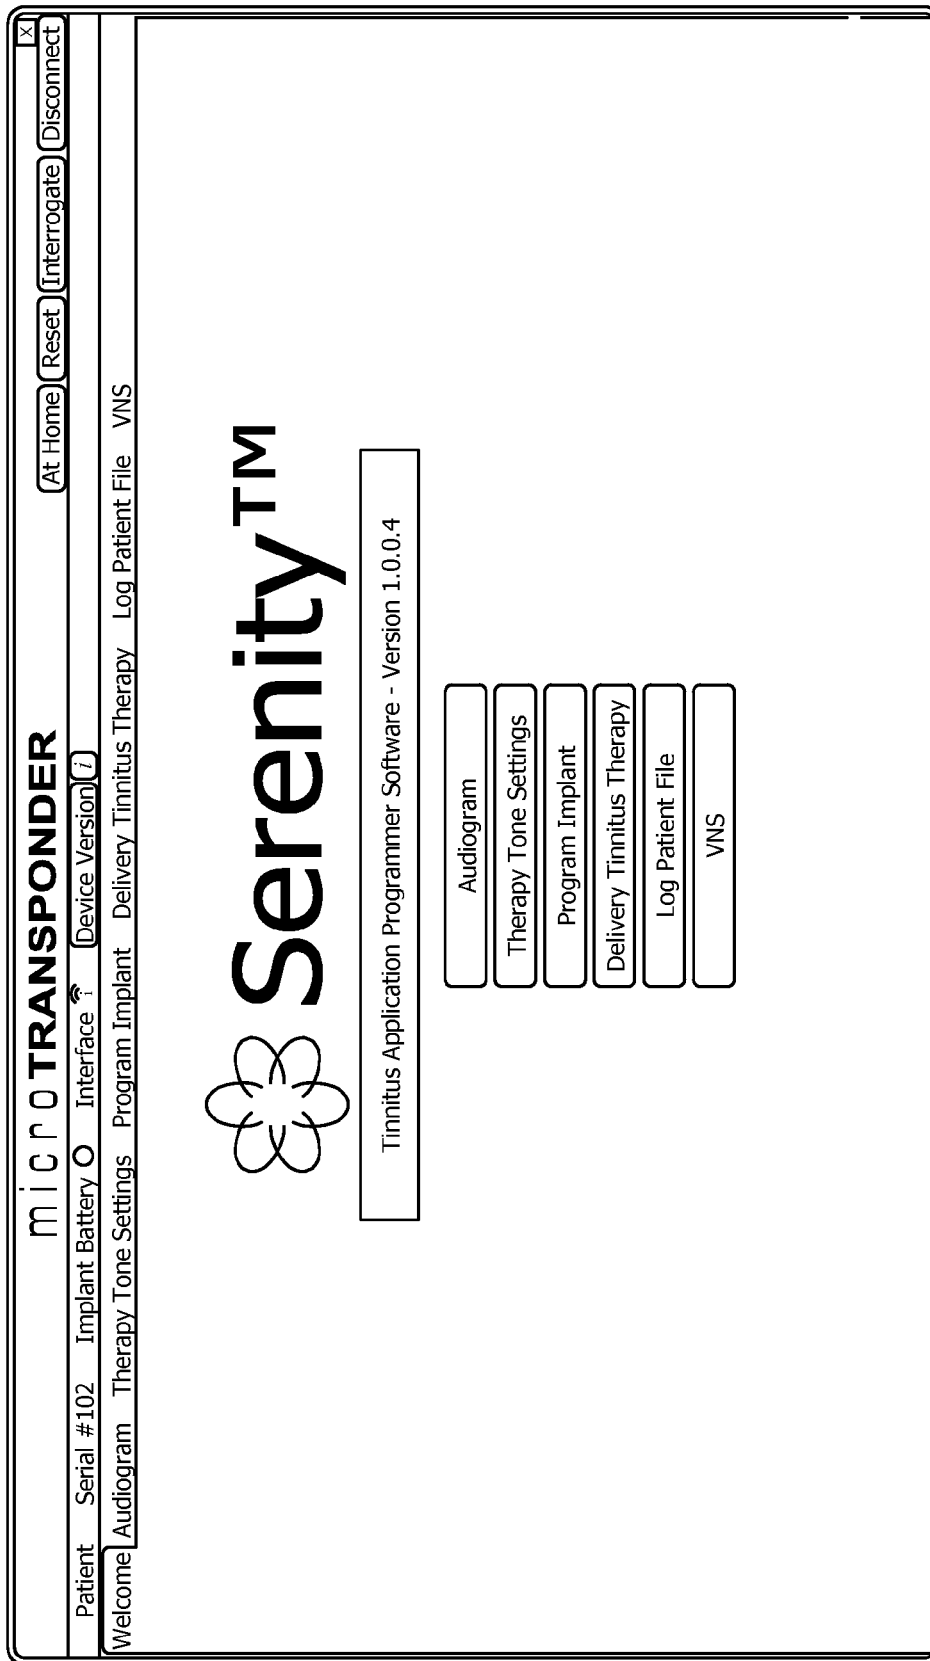 microTRANSPONDER
X
At Home Reset Interrogate Disconnect
Patient Serial #102 Implant Battery Interface i Device Version i
Welcome Audiogram Therapy Tone Settings Program Implant Delivery Tinnitus Therapy Log Patient File VNS
Serenity™
Tinnitus Application Programmer Software - Version 1.0.0.4
Audiogram
Therapy Tone Settings
Program Implant
Delivery Tinnitus Therapy
Log Patient File
VNS